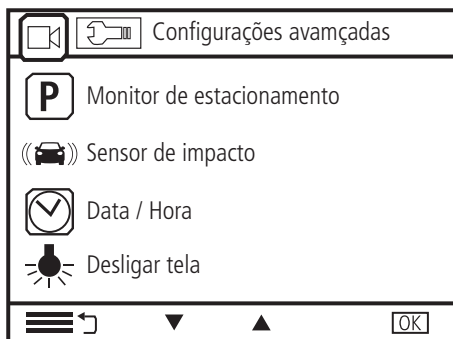 Configurações avamçadas
P Monitor de estacionamento
Sensor de impacto
Data / Hora
Desligar tela
OK